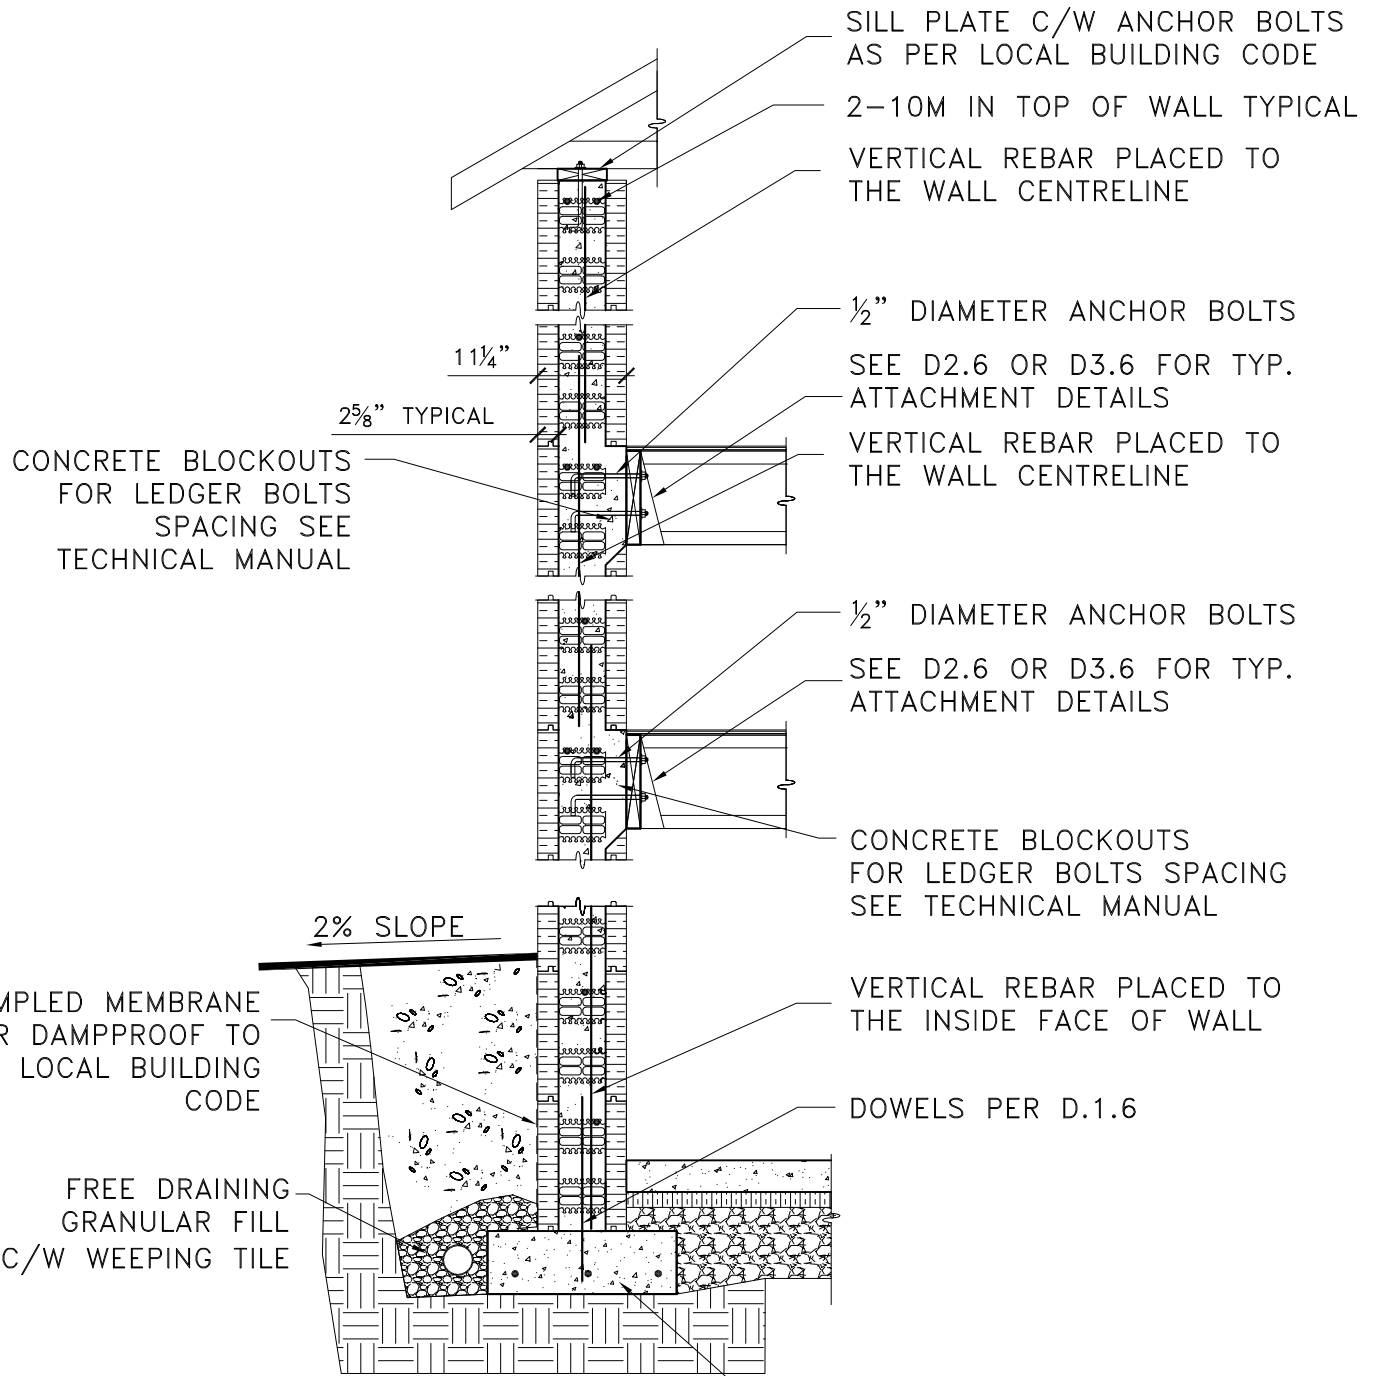 SILL PLATE C/W ANCHOR BOLTS
AS PER LOCAL BUILDING CODE
2-10M IN TOP OF WALL TYPICAL
VERTICAL REBAR PLACED TO
THE WALL CENTRELINE
½" DIAMETER ANCHOR BOLTS
SEE D2.6 OR D3.6 FOR TYP.
ATTACHMENT DETAILS
VERTICAL REBAR PLACED TO
THE WALL CENTRELINE
11¼"
2⅝" TYPICAL
CONCRETE BLOCKOUTS
FOR LEDGER BOLTS
SPACING SEE
TECHNICAL MANUAL
½" DIAMETER ANCHOR BOLTS
SEE D2.6 OR D3.6 FOR TYP.
ATTACHMENT DETAILS
CONCRETE BLOCKOUTS
FOR LEDGER BOLTS SPACING
SEE TECHNICAL MANUAL
2% SLOPE
MPLED MEMBRANE
R DAMPPROOF TO
LOCAL BUILDING
CODE
VERTICAL REBAR PLACED TO
THE INSIDE FACE OF WALL
DOWELS PER D.1.6
FREE DRAINING
GRANULAR FILL
C/W WEEPING TILE